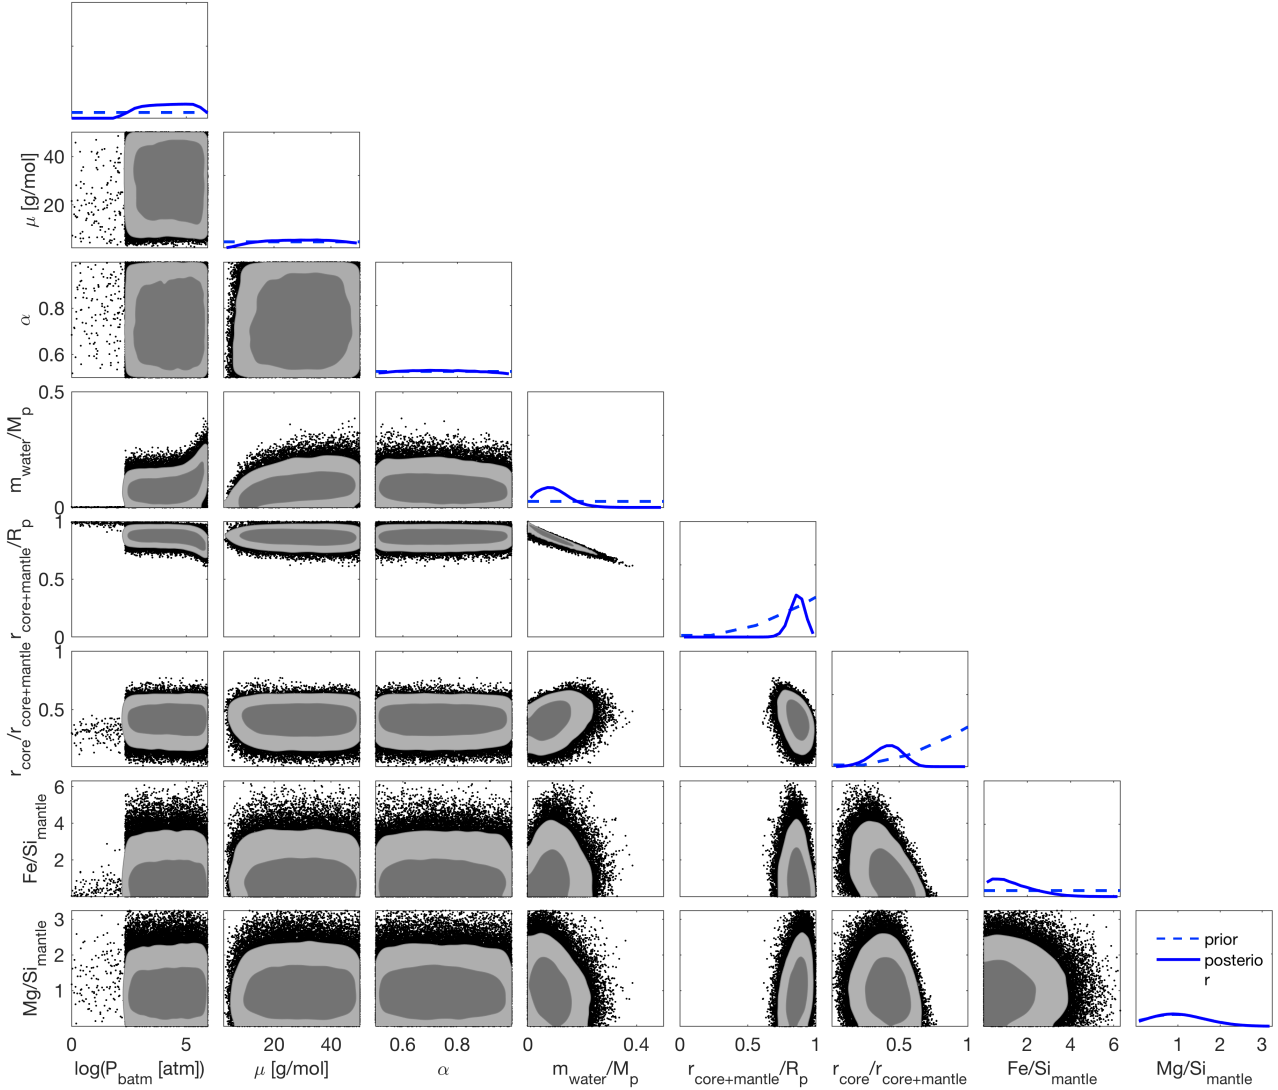 μ [g/mol]
40
20
α
0.8
0.6
m_water/M_p
0.5
0
r_core+mantle/R_p
1
0.5
0
r_core/r_core+mantle
1
0.5
Fe/Si_mantle
6
4
2
Mg/Si_mantle
3
2
1
prior
posterio
r
0 5
20 40
0.6 0.8
0 0.4
0 0.5 1
0 0.5 1
2 4 6
0 1 2 3
log(P_batm [atm])
μ [g/mol]
α
m_water/M_p
r_core+mantle/R_p
r_core/r_core+mantle
Fe/Si_mantle
Mg/Si_mantle